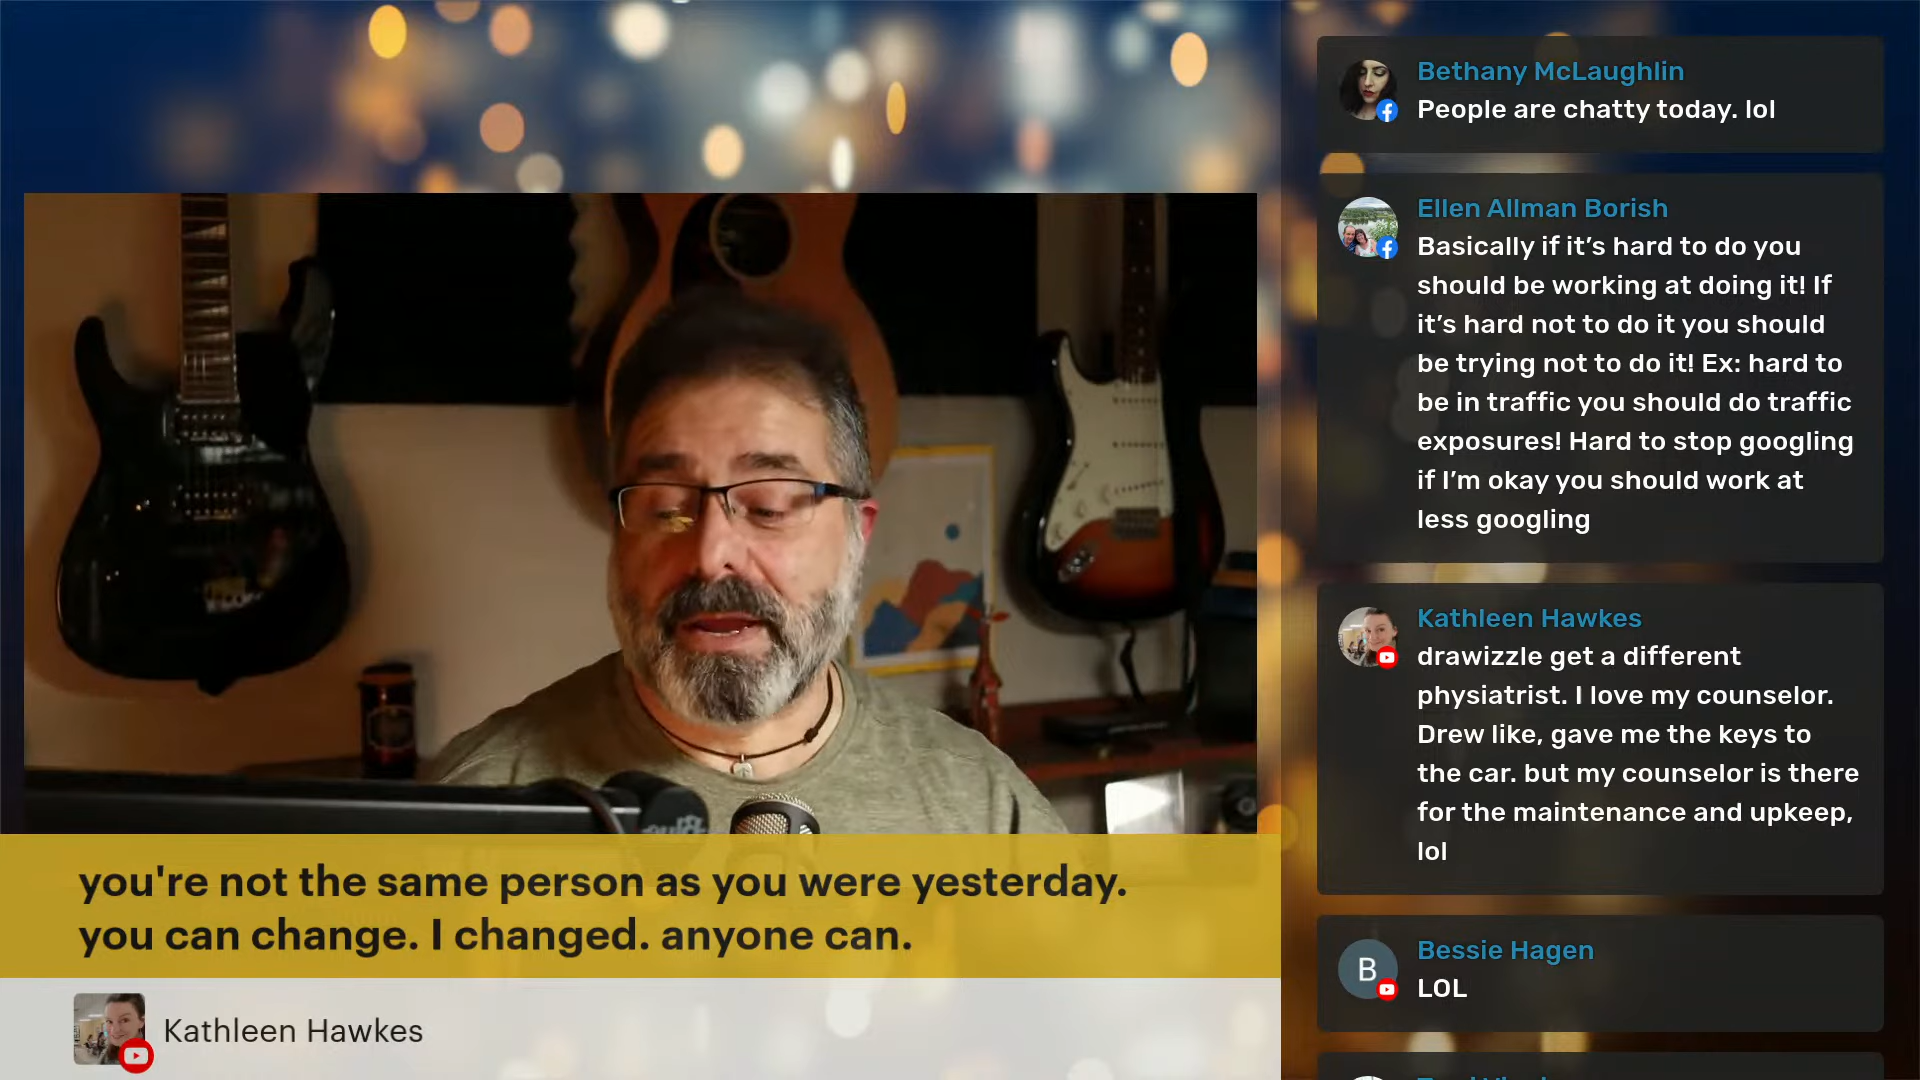 Bethany McLaughlin
People are chatty today. lol
Ellen Allman Borish
Basically if it’s hard to do you
should be working at doing it! If
it’s hard not to do it you should
be trying not to do it! Ex: hard to
be in traffic you should do traffic
exposures! Hard to stop googling
if I’m okay you should work at
less googling
Kathleen Hawkes
drawizzle get a different
physiatrist. I love my counselor.
Drew like, gave me the keys to
the car. but my counselor is there
for the maintenance and upkeep,
lol
B
Bessie Hagen
LOL
you're not the same person as you were yesterday.
you can change. I changed. anyone can.
Kathleen Hawkes